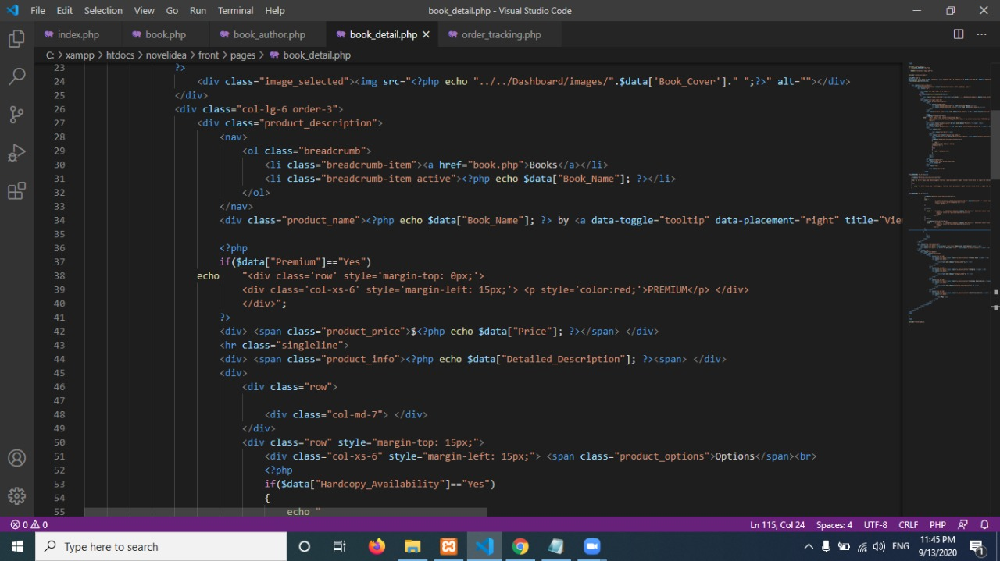 File Edit Selection View Go Run Terminal Help book_detail.php - Visual Studio Code
index.php book.php book_author.php book_detail.php order_tracking.php
C: > xampp > htdocs > novelidea > front > pages > book_detail.php
23 ?>
24 <div class="image_selected"><img src="<?php echo "../../Dashboard/images/".$data['Book_Cover']." ";?>" alt=""></div>
25 </div>
26 <div class="col-lg-6 order-3">
27 <div class="product_description">
28 <nav>
29 <ol class="breadcrumb">
30 <li class="breadcrumb-item"><a href="book.php">Books</a></li>
31 <li class="breadcrumb-item active"><?php echo $data["Book_Name"]; ?></li>
32 </ol>
33 </nav>
34 <div class="product_name"><?php echo $data["Book_Name"]; ?> by <a data-toggle="tooltip" data-placement="right" title="Vie
35
36 <?php
37 if($data["Premium"]=="Yes")
38 echo "<div class='row' style='margin-top: 0px;'>
39 <div class='col-xs-6' style='margin-left: 15px;'> <p style='color:red;'>PREMIUM</p> </div>
40 </div>";
41 ?>
42 <div> <span class="product_price">$<?php echo $data["Price"]; ?></span> </div>
43 <hr class="singleline">
44 <div> <span class="product_info"><?php echo $data["Detailed_Description"]; ?><span> </div>
45 <div>
46 <div class="row">
47
48 <div class="col-md-7"> </div>
49 </div>
50 <div class="row" style="margin-top: 15px;">
51 <div class="col-xs-6" style="margin-left: 15px;"> <span class="product_options">Options</span><br>
52 <?php
53 if($data["Hardcopy_Availability"]=="Yes")
54 {
55 echo "
0 0 Ln 115, Col 24 Spaces: 4 UTF-8 CRLF PHP
Type here to search ENG 11:45 PM
9/13/2020 1